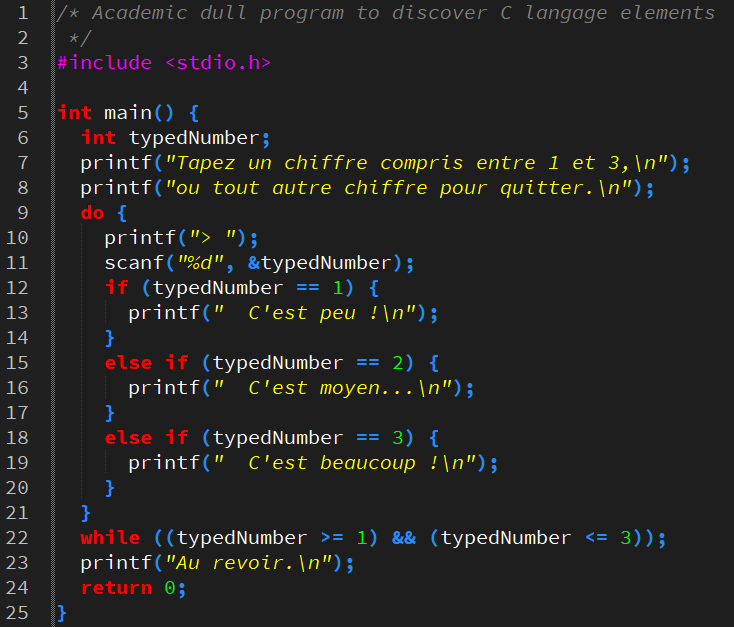 1 /* Academic dull program to discover C langage elements
2  */
3 #include <stdio.h>
4
5 int main() {
6   int typedNumber;
7   printf("Tapez un chiffre compris entre 1 et 3,\n");
8   printf("ou tout autre chiffre pour quitter.\n");
9   do {
10     printf("> ");
11     scanf("%d", &typedNumber);
12     if (typedNumber == 1) {
13       printf("  C'est peu !\n");
14     }
15     else if (typedNumber == 2) {
16       printf("  C'est moyen...\n");
17     }
18     else if (typedNumber == 3) {
19       printf("  C'est beaucoup !\n");
20     }
21   }
22   while ((typedNumber >= 1) && (typedNumber <= 3));
23   printf("Au revoir.\n");
24   return 0;
25 }